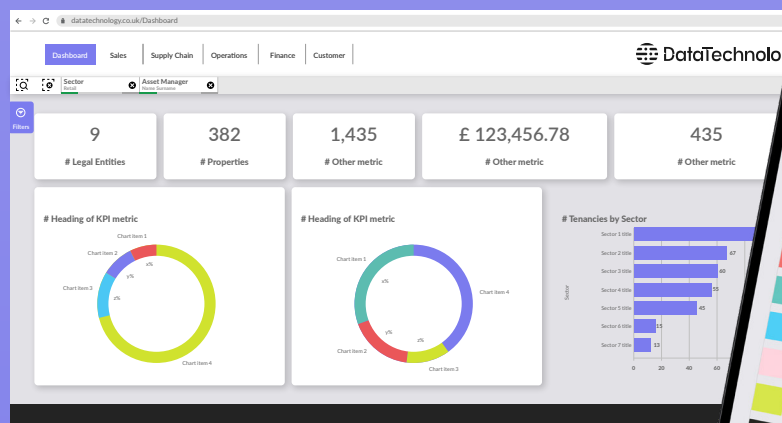 datatechnology.co.uk/Dashboard
Dashboard Sales Supply Chain Operations Finance Customer
DataTechnolo
Sector
Retail
Asset Manager
Name Surname
Filters
9
# Legal Entities
382
# Properties
1,435
# Other metric
£ 123,456.78
# Other metric
435
# Other metric
# Heading of KPI metric
Chart item 1
Chart item 2
x%
y%
Chart item 3
z%
Chart item 4
# Heading of KPI metric
Chart item 1
x%
Chart item 4
y%
z%
Chart item 2
Chart item 3
# Tenancies by Sector
Sector 1 title
Sector 2 title 67
Sector 3 title 60
Sector 4 title 55
Sector 5 title 45
Sector 6 title 15
Sector 7 title 13
Sector
0 20 40 60